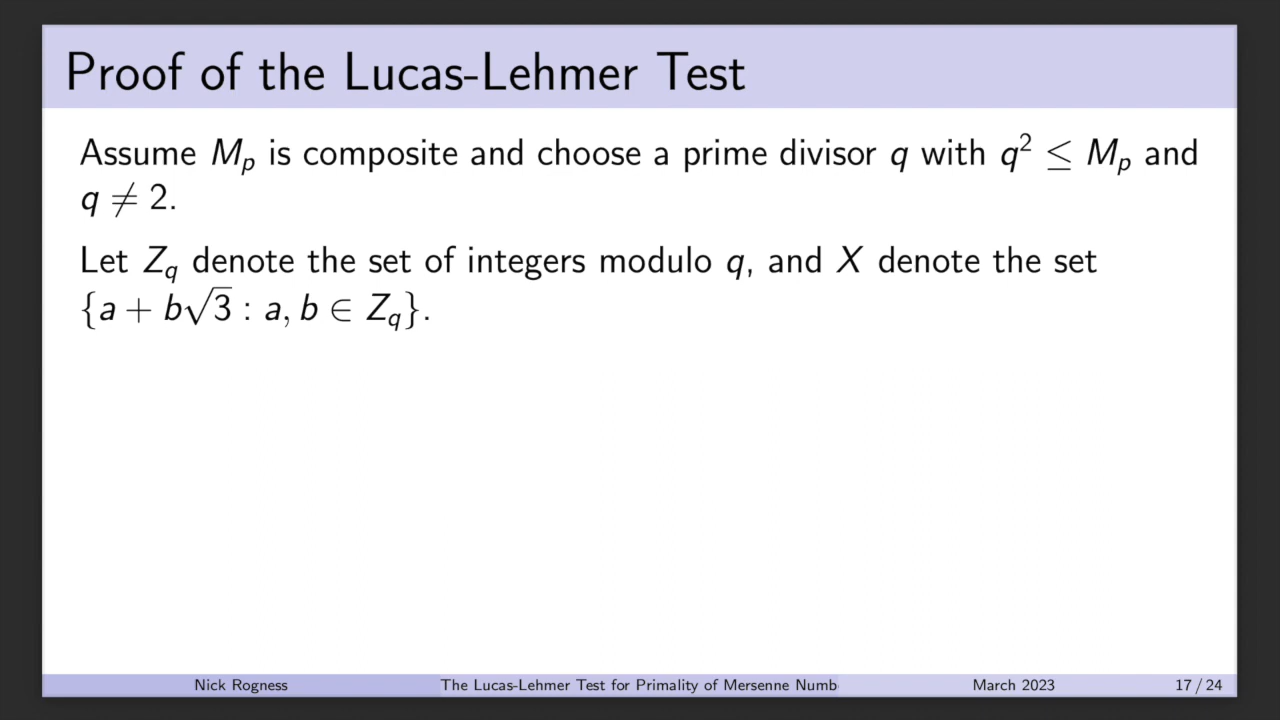 Proof of the Lucas-Lehmer Test
Assume M_p is composite and choose a prime divisor q with q² ≤ M_p and
q ≠ 2.
Let Z_q denote the set of integers modulo q, and X denote the set
{a + b√3 : a, b ∈ Z_q}.
Nick Rogness The Lucas-Lehmer Test for Primality of Mersenne Numb March 2023 17 / 24